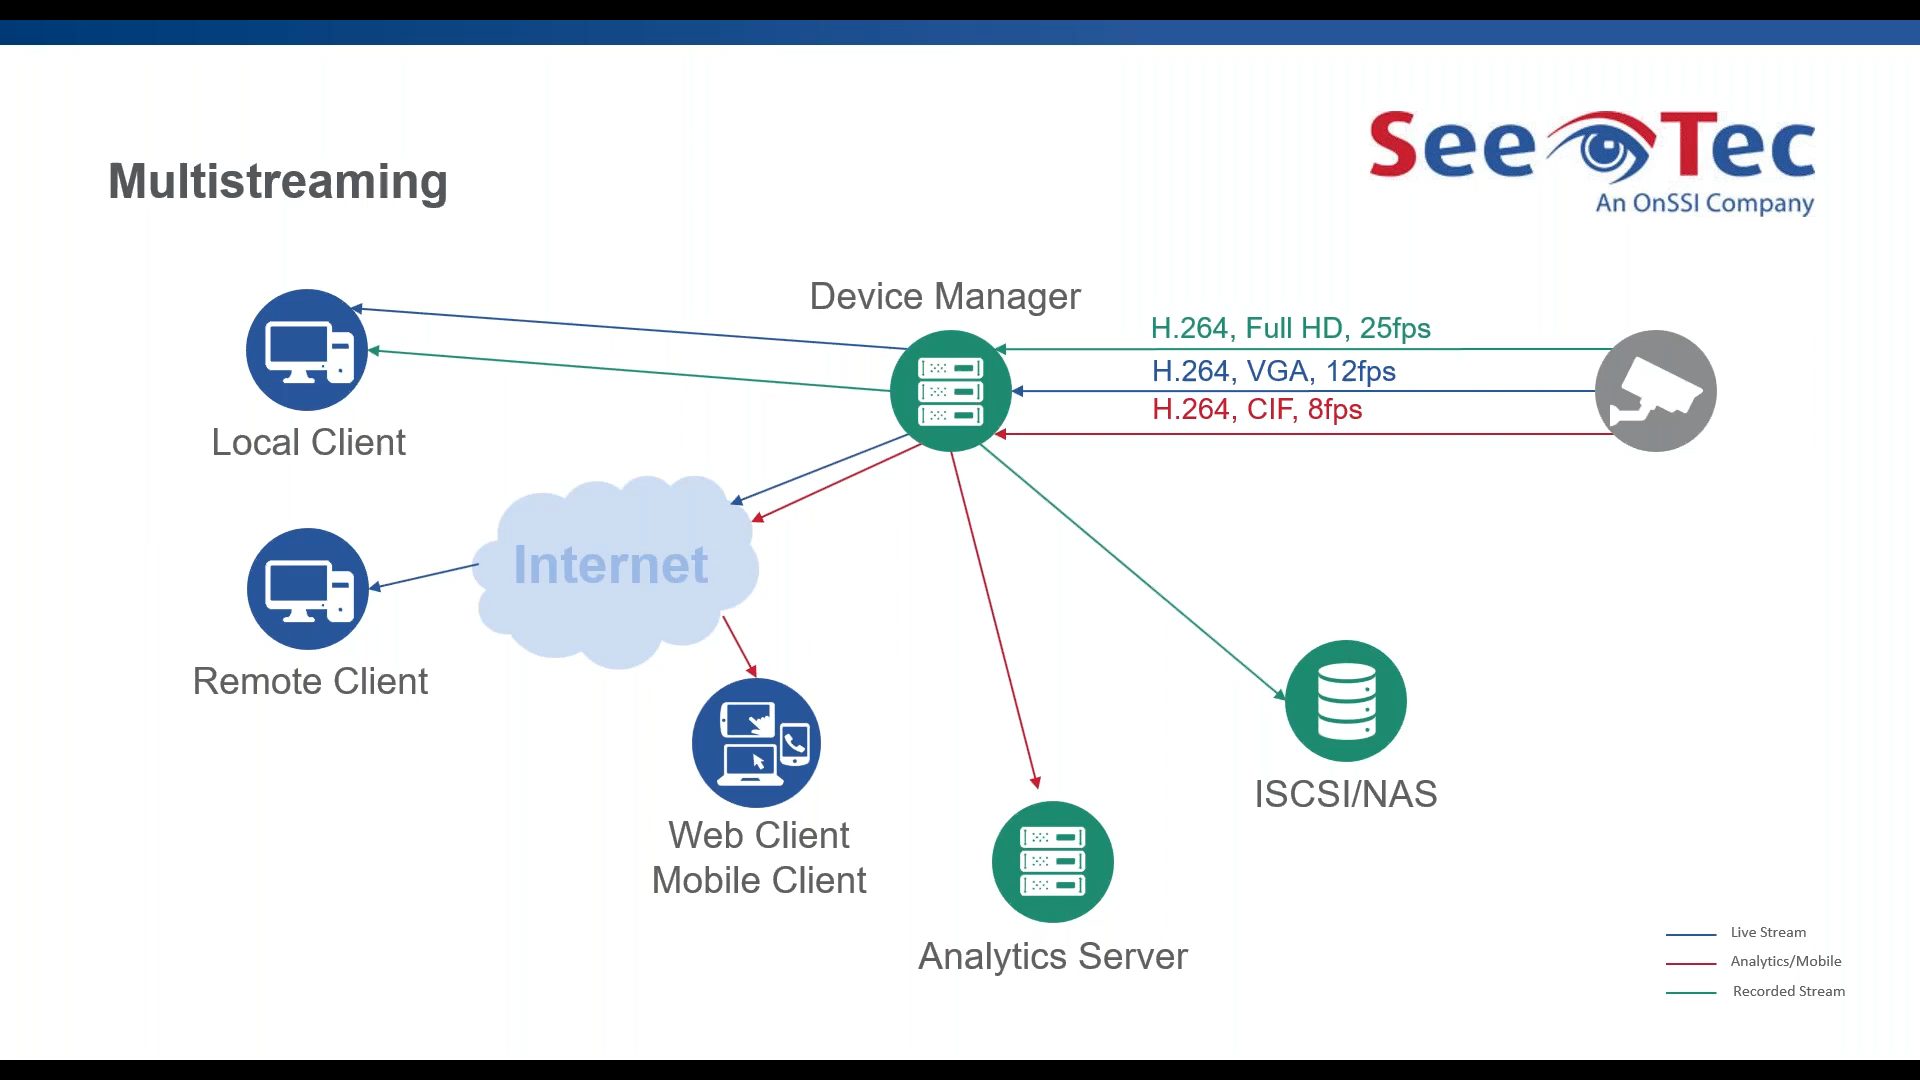 See Tec
An OnSSI Company
Multistreaming
Device Manager
H.264, Full HD, 25fps
H.264, VGA, 12fps
H.264, CIF, 8fps
Local Client
Internet
Remote Client
Web Client
Mobile Client
ISCSI/NAS
Analytics Server
Live Stream
Analytics/Mobile
Recorded Stream